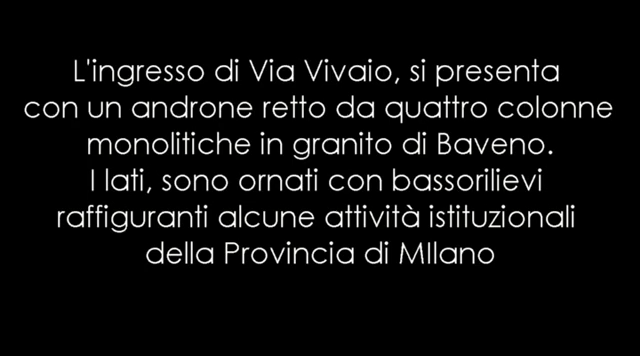 L'ingresso di Via Vivaio, si presenta
con un androne retto da quattro colonne
monolitiche in granito di Baveno.
I lati, sono ornati con bassorilievi
raffiguranti alcune attività istituzionali
della Provincia di MIlano